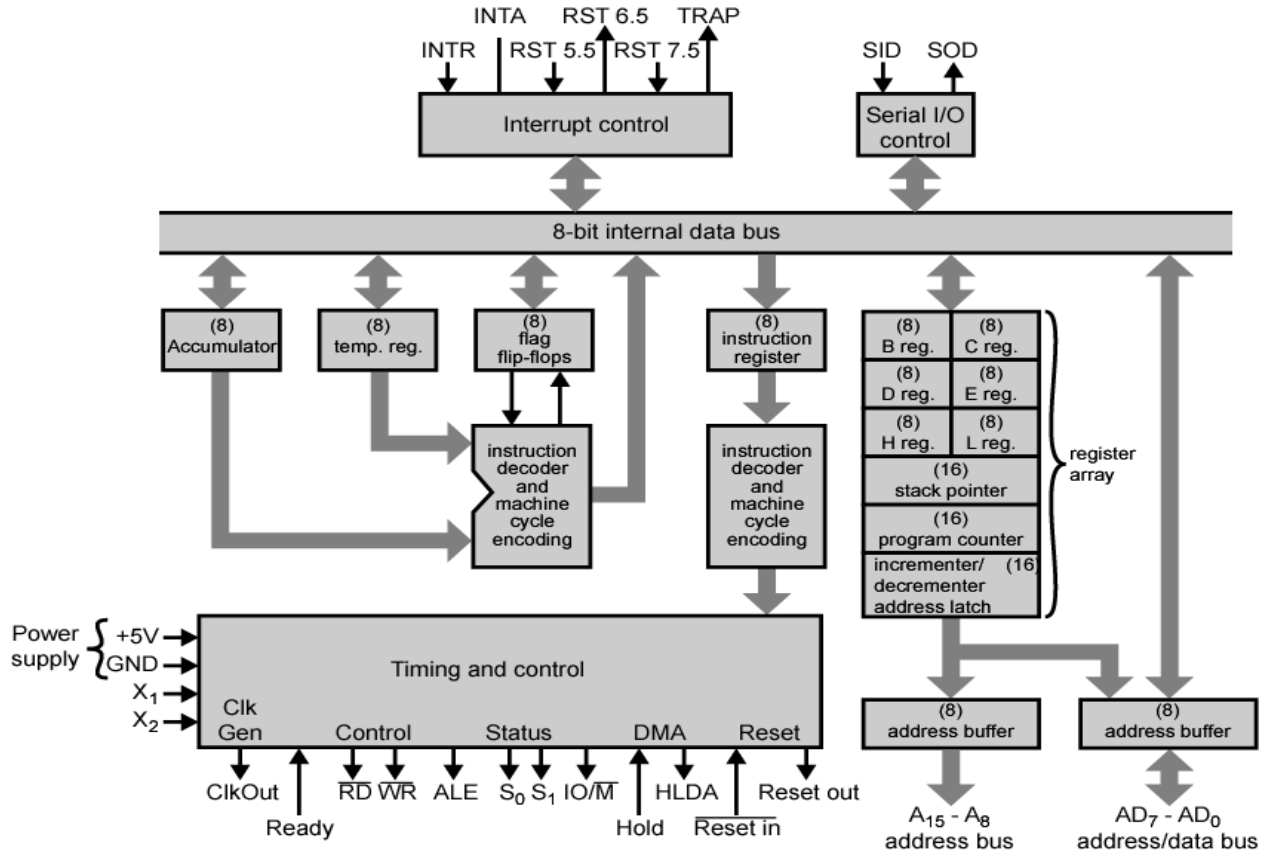 INTA RST 6.5 TRAP
INTR RST 5.5 RST 7.5 SID SOD
Interrupt control
Serial I/O
control
8-bit internal data bus
(8)
Accumulator
(8)
temp. reg.
(8)
flag
flip-flops
(8)
instruction
register
(8)
B reg.
(8)
C reg.
(8)
D reg.
(8)
E reg.
(8)
H reg.
(8)
L reg.
(16)
stack pointer
(16)
program counter
incrementer/ (16)
decrementer
address latch
register
array
instruction
decoder
and
machine
cycle
encoding
instruction
decoder
and
machine
cycle
encoding
Power
supply
+5V
GND
X1
X2
Timing and control
Clk
Gen Control Status DMA Reset
ClkOut R̅D̅ W̅R̅ ALE S0 S1 IO/M̅ HLDA Reset out
Ready Hold R̅e̅s̅e̅t̅ i̅n̅
(8)
address buffer
(8)
address buffer
A15 - A8
address bus
AD7 - AD0
address/data bus